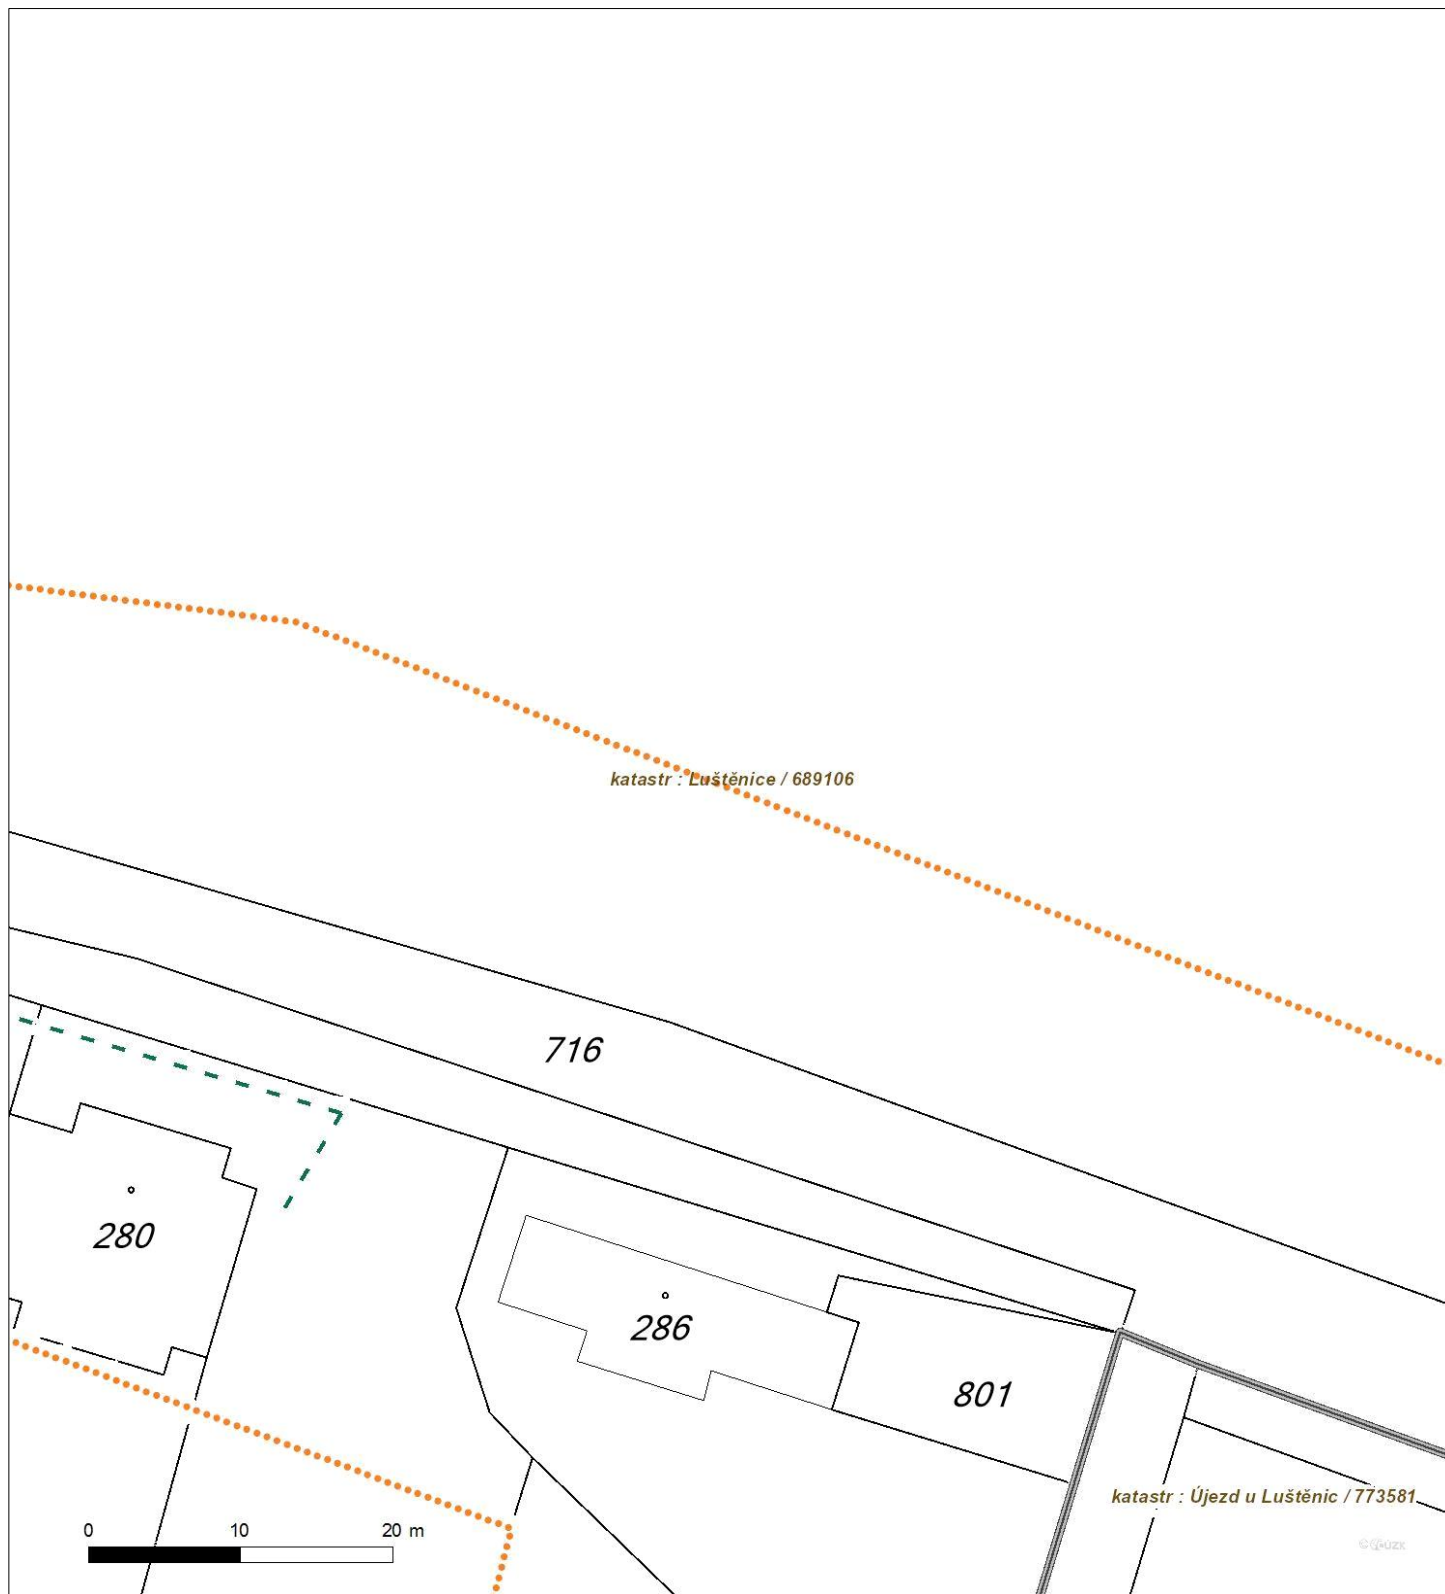 katastr : Luštěnice / 689106
716
280
286
801
katastr : Újezd u Luštěnic / 773581
0 10 20 m